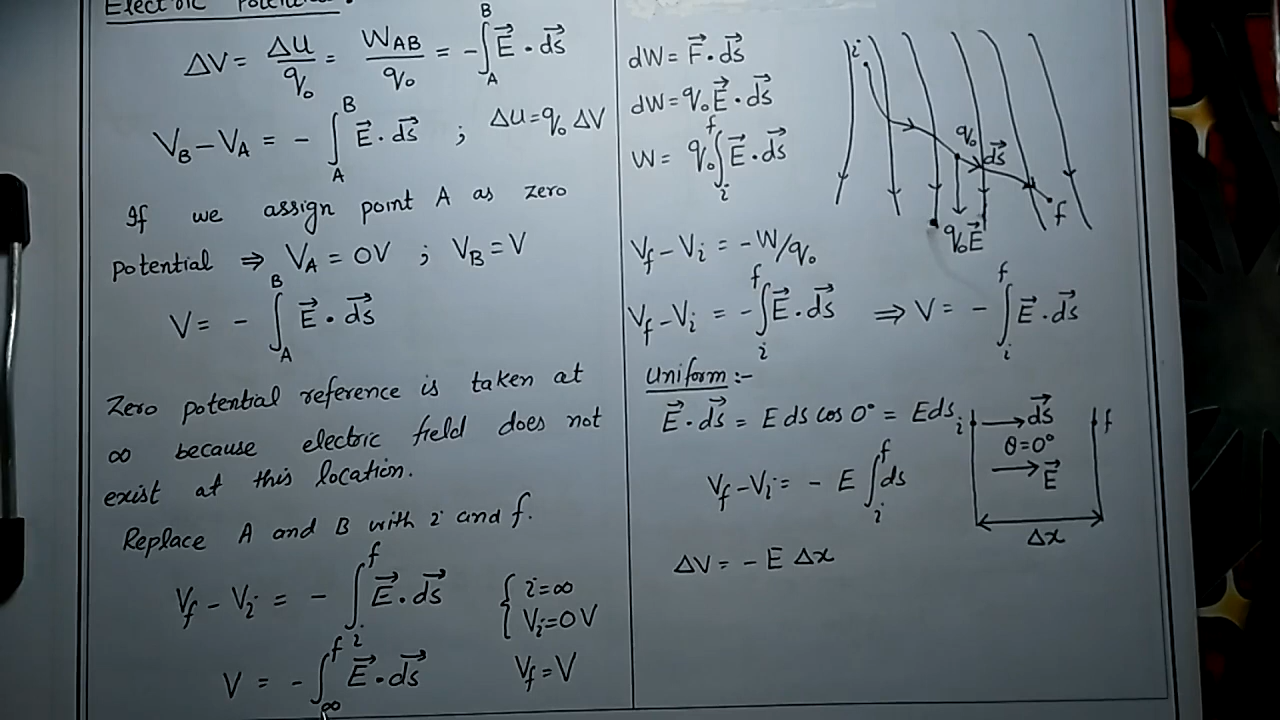 Electric Potential:
ΔV = ΔU/q₀ = W_AB/q₀ = -∫_A^B E⃗ · ds⃗
V_B - V_A = - ∫_A^B E⃗ · ds⃗ ; ΔU = q₀ ΔV
If we assign point A as zero
potential ⇒ V_A = 0V ; V_B = V
V = - ∫_A^B E⃗ · ds⃗
Zero potential reference is taken at
∞ because electric field does not
exist at this location.
Replace A and B with i and f.
V_f - V_i = - ∫_i^f E⃗ · ds⃗ { i = ∞
V_i = 0V
V = - ∫_∞^f E⃗ · ds⃗ V_f = V
dW = F⃗ · ds⃗
dW = q₀ E⃗ · ds⃗
W = q₀ ∫_i^f E⃗ · ds⃗
i
q₀
ds⃗
f
q₀E⃗
V_f - V_i = -W/q₀
V_f - V_i = -∫_i^f E⃗ · ds⃗ ⇒ V = - ∫_i^f E⃗ · ds⃗
Uniform :-
E⃗ · ds⃗ = E ds cos 0° = E ds
V_f - V_i = - E ∫_i^f ds
ΔV = - E Δx
i
ds⃗
f
θ = 0°
E⃗
Δx